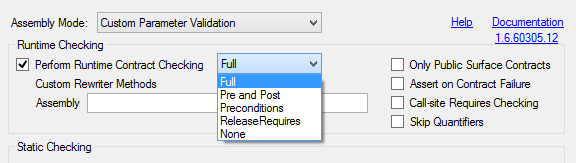 Assembly Mode: Custom Parameter Validation Help Documentation
1.6.60305.12
Runtime Checking
Perform Runtime Contract Checking Full Only Public Surface Contracts
Full
Custom Rewriter Methods Pre and Post Assert on Contract Failure
Assembly Preconditions Call-site Requires Checking
ReleaseRequires Skip Quantifiers
None
Static Checking